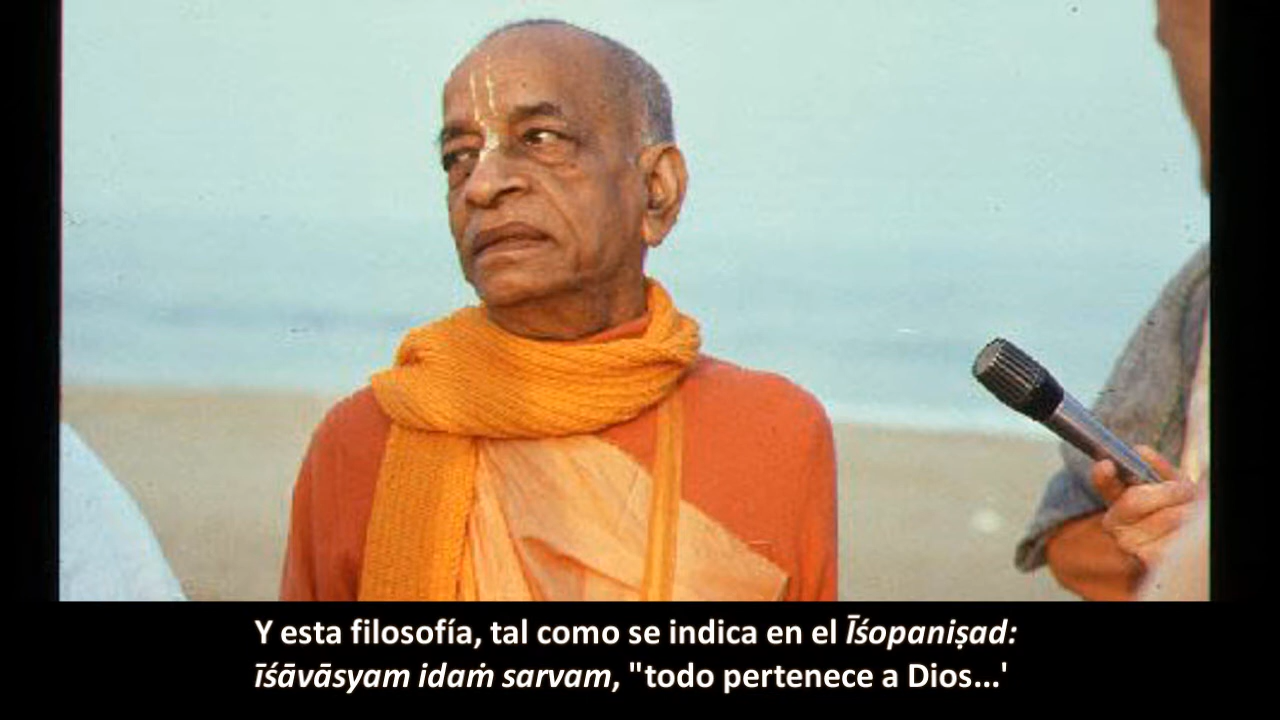 Y esta filosofía, tal como se indica en el Īśopaniṣad:
īśāvāsyam idaṁ sarvam, "todo pertenece a Dios...'